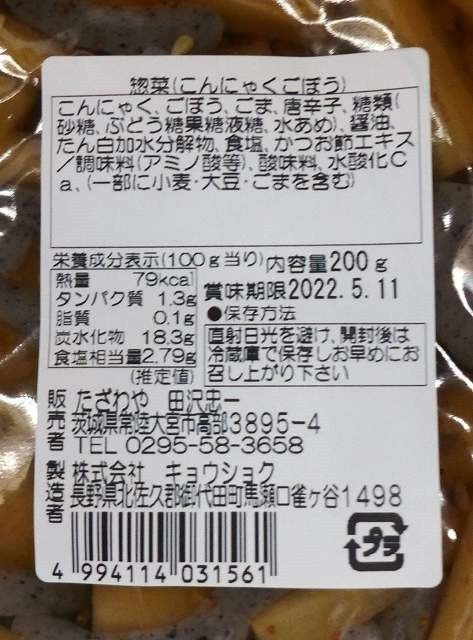 惣菜(こんにゃくごぼう)
こんにゃく、ごぼう、ごま、唐辛子、糖類(
砂糖、ぶどう糖果糖液糖、水あめ)、醤油、
たん白加水分解物、食塩、かつお節エキス
/調味料(アミノ酸等)、酸味料、水酸化C
a、(一部に小麦・大豆・ごまを含む)
栄養成分表示(100g当り)
熱量 79kcal
タンパク質 1.3g
脂質 0.1g
炭水化物 18.3g
食塩相当量2.79g
(推定値)
内容量200g
賞味期限2022.5.11
●保存方法
直射日光を避け、開封後は
冷蔵庫で保存しお早めにお
召し上がり下さい
販売者 たざわや 田沢忠一
茨城県常陸大宮市高部3895-4
TEL 0295-58-3658
製造者 株式会社 キョウショク
長野県北佐久郡御代田町馬瀬口雀ヶ谷1498
プラ
4 994114 031561